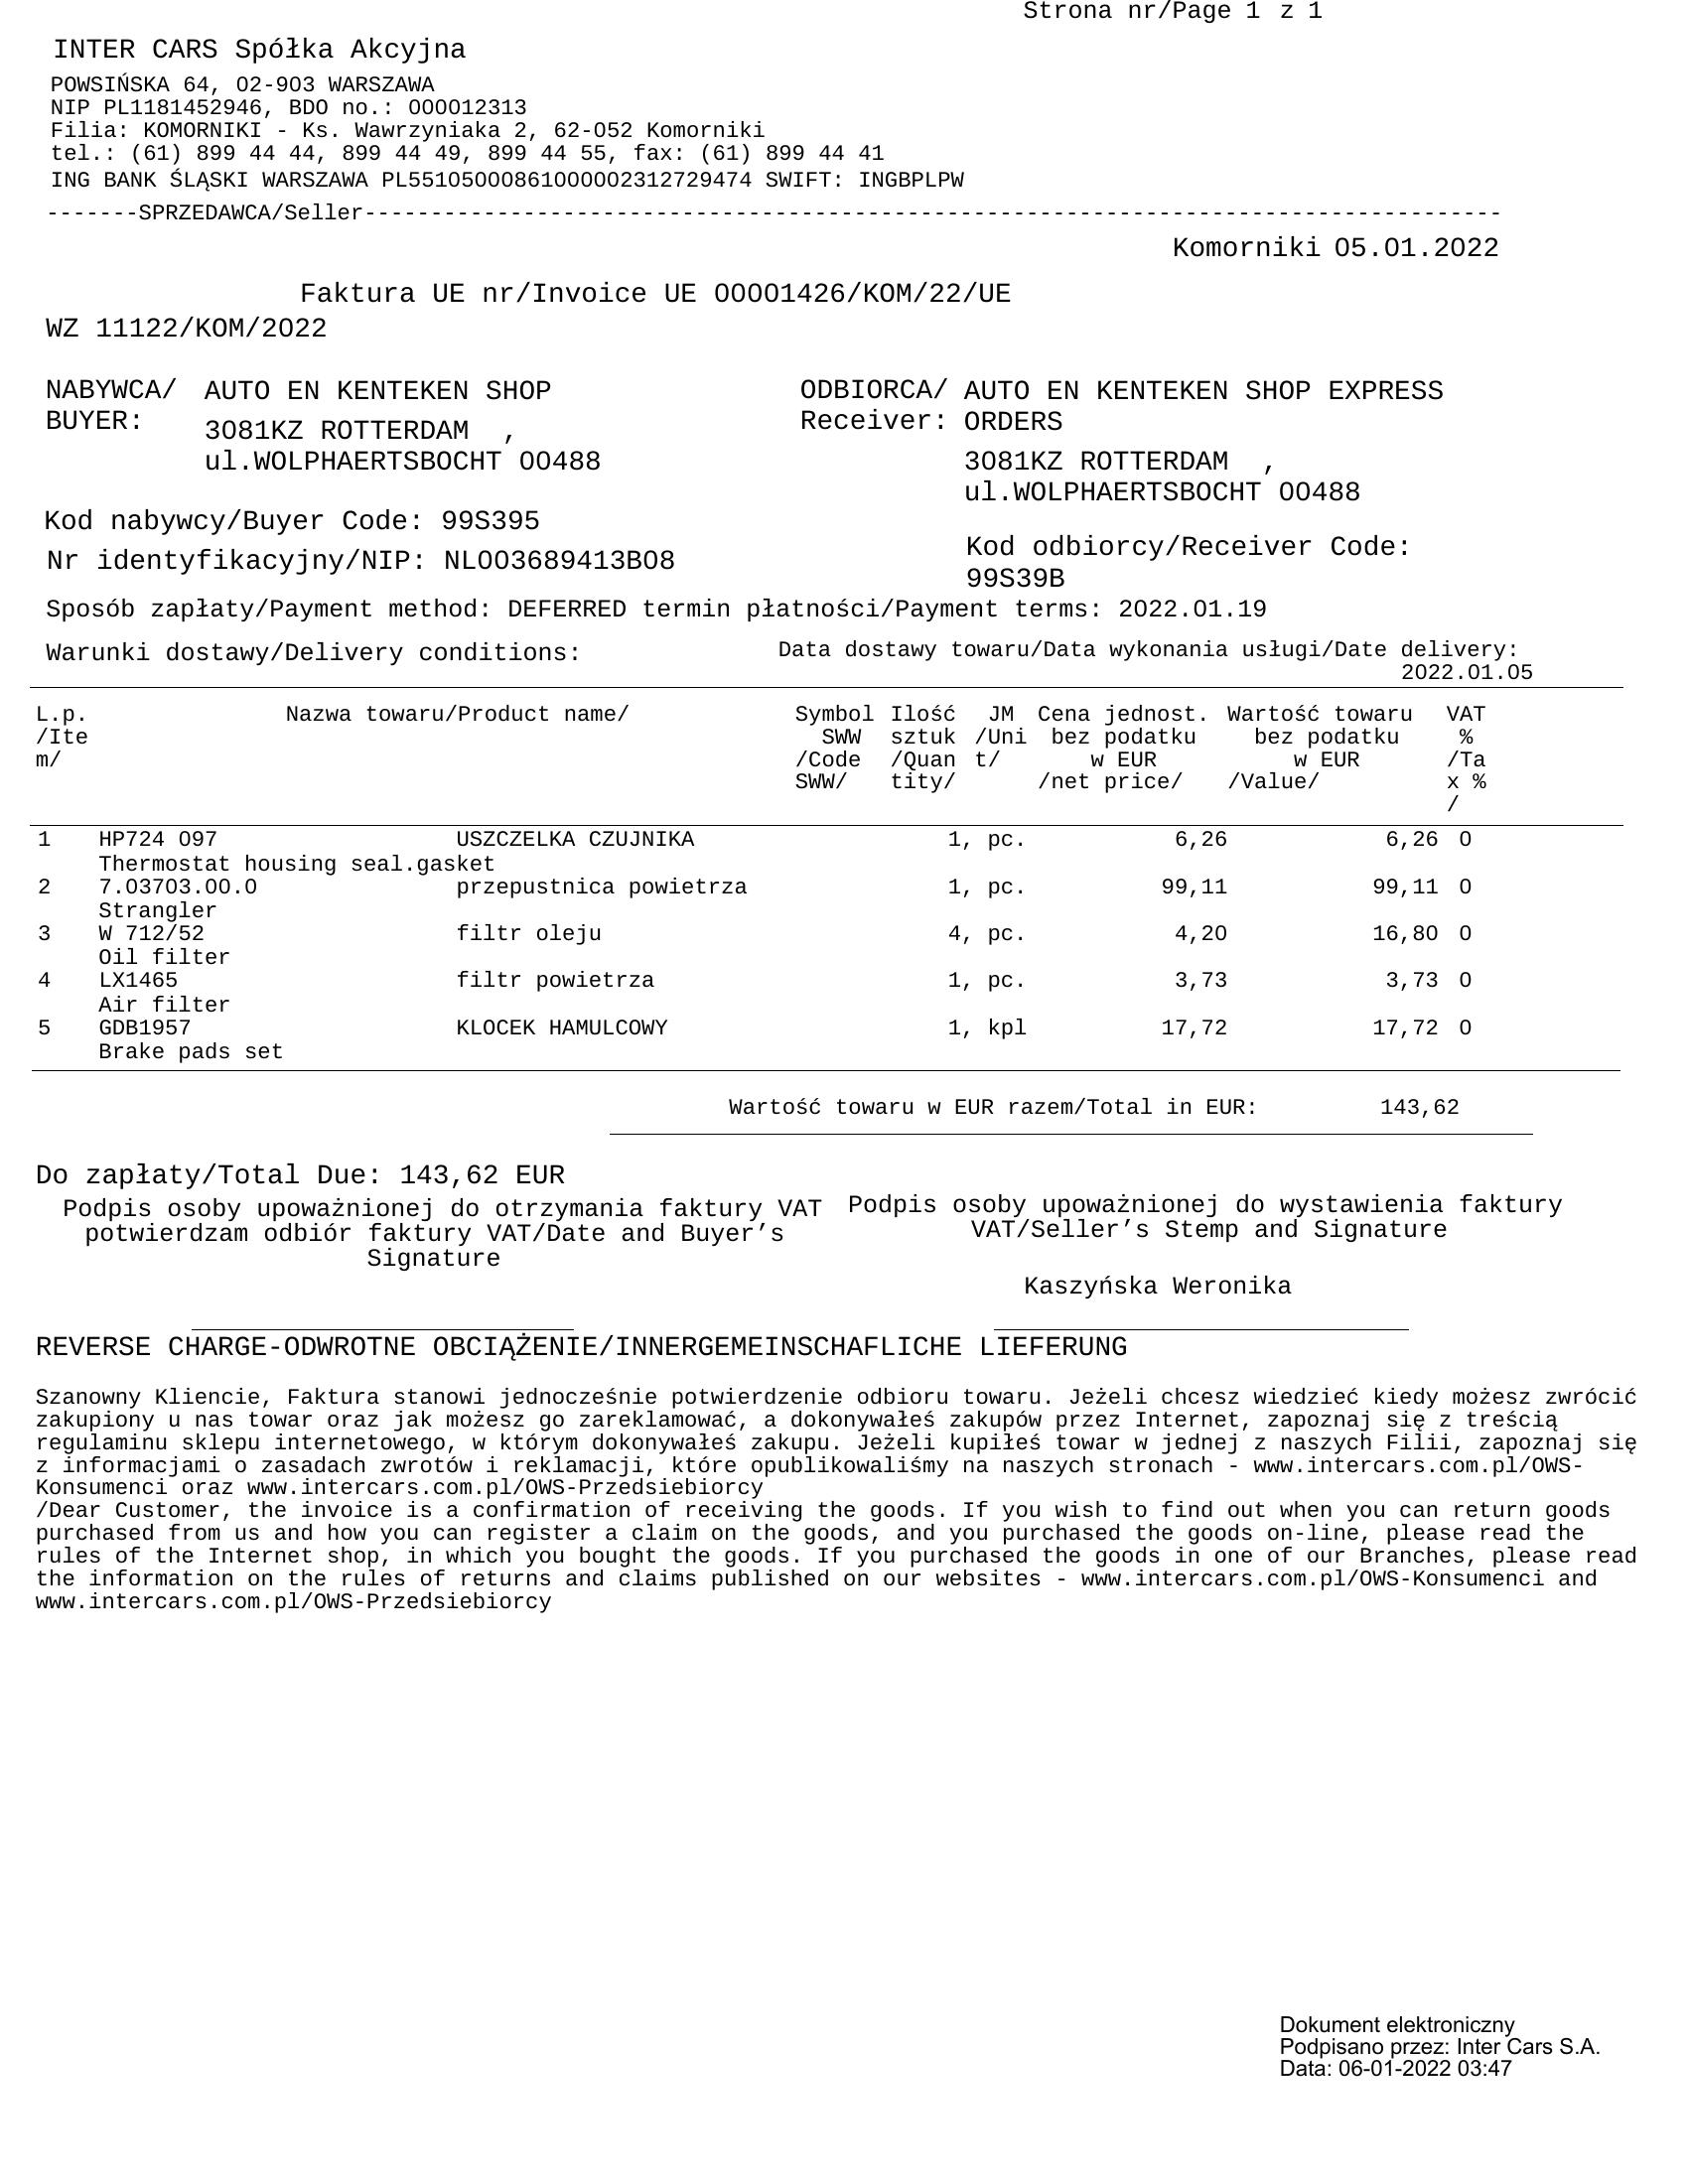 Strona nr/Page 1 z 1
INTER CARS Spółka Akcyjna
POWSIŃSKA 64, 02-903 WARSZAWA
NIP PL1181452946, BDO no.: 000012313
Filia: KOMORNIKI - Ks. Wawrzyniaka 2, 62-052 Komorniki
tel.: (61) 899 44 44, 899 44 49, 899 44 55, fax: (61) 899 44 41
ING BANK ŚLĄSKI WARSZAWA PL55105000861000002312729474 SWIFT: INGBPLPW
-------SPRZEDAWCA/Seller--------------------------------------------------------------------------------------
Komorniki 05.01.2022
Faktura UE nr/Invoice UE 00001426/KOM/22/UE
WZ 11122/KOM/2022
NABYWCA/ AUTO EN KENTEKEN SHOP
BUYER:
3081KZ ROTTERDAM ,
ul.WOLPHAERTSBOCHT 00488
ODBIORCA/ AUTO EN KENTEKEN SHOP EXPRESS
Receiver: ORDERS
3081KZ ROTTERDAM ,
ul.WOLPHAERTSBOCHT 00488
Kod nabywcy/Buyer Code: 99S395
Nr identyfikacyjny/NIP: NL003689413B08
Kod odbiorcy/Receiver Code:
99S39B
Sposób zapłaty/Payment method: DEFERRED termin płatności/Payment terms: 2022.01.19
Warunki dostawy/Delivery conditions:
Data dostawy towaru/Data wykonania usługi/Date delivery:
2022.01.05
L.p. Nazwa towaru/Product name/ Symbol Ilość JM Cena jednost. Wartość towaru VAT
/Ite SWW sztuk /Uni bez podatku bez podatku %
m/ /Code /Quan t/ w EUR w EUR /Ta
SWW/ tity/ /net price/ /Value/ x %
/
1 HP724 097 USZCZELKA CZUJNIKA 1, pc. 6,26 6,26 0
Thermostat housing seal.gasket
2 7.03703.00.0 przepustnica powietrza 1, pc. 99,11 99,11 0
Strangler
3 W 712/52 filtr oleju 4, pc. 4,20 16,80 0
Oil filter
4 LX1465 filtr powietrza 1, pc. 3,73 3,73 0
Air filter
5 GDB1957 KLOCEK HAMULCOWY 1, kpl 17,72 17,72 0
Brake pads set
Wartość towaru w EUR razem/Total in EUR: 143,62
Do zapłaty/Total Due: 143,62 EUR
Podpis osoby upoważnionej do otrzymania faktury VAT
potwierdzam odbiór faktury VAT/Date and Buyer’s
Signature
Podpis osoby upoważnionej do wystawienia faktury
VAT/Seller’s Stemp and Signature
Kaszyńska Weronika
REVERSE CHARGE-ODWROTNE OBCIĄŻENIE/INNERGEMEINSCHAFLICHE LIEFERUNG
Szanowny Kliencie, Faktura stanowi jednocześnie potwierdzenie odbioru towaru. Jeżeli chcesz wiedzieć kiedy możesz zwrócić
zakupiony u nas towar oraz jak możesz go zareklamować, a dokonywałeś zakupów przez Internet, zapoznaj się z treścią
regulaminu sklepu internetowego, w którym dokonywałeś zakupu. Jeżeli kupiłeś towar w jednej z naszych Filii, zapoznaj się
z informacjami o zasadach zwrotów i reklamacji, które opublikowaliśmy na naszych stronach - www.intercars.com.pl/OWS-
Konsumenci oraz www.intercars.com.pl/OWS-Przedsiebiorcy
/Dear Customer, the invoice is a confirmation of receiving the goods. If you wish to find out when you can return goods
purchased from us and how you can register a claim on the goods, and you purchased the goods on-line, please read the
rules of the Internet shop, in which you bought the goods. If you purchased the goods in one of our Branches, please read
the information on the rules of returns and claims published on our websites - www.intercars.com.pl/OWS-Konsumenci and
www.intercars.com.pl/OWS-Przedsiebiorcy
Dokument elektroniczny
Podpisano przez: Inter Cars S.A.
Data: 06-01-2022 03:47